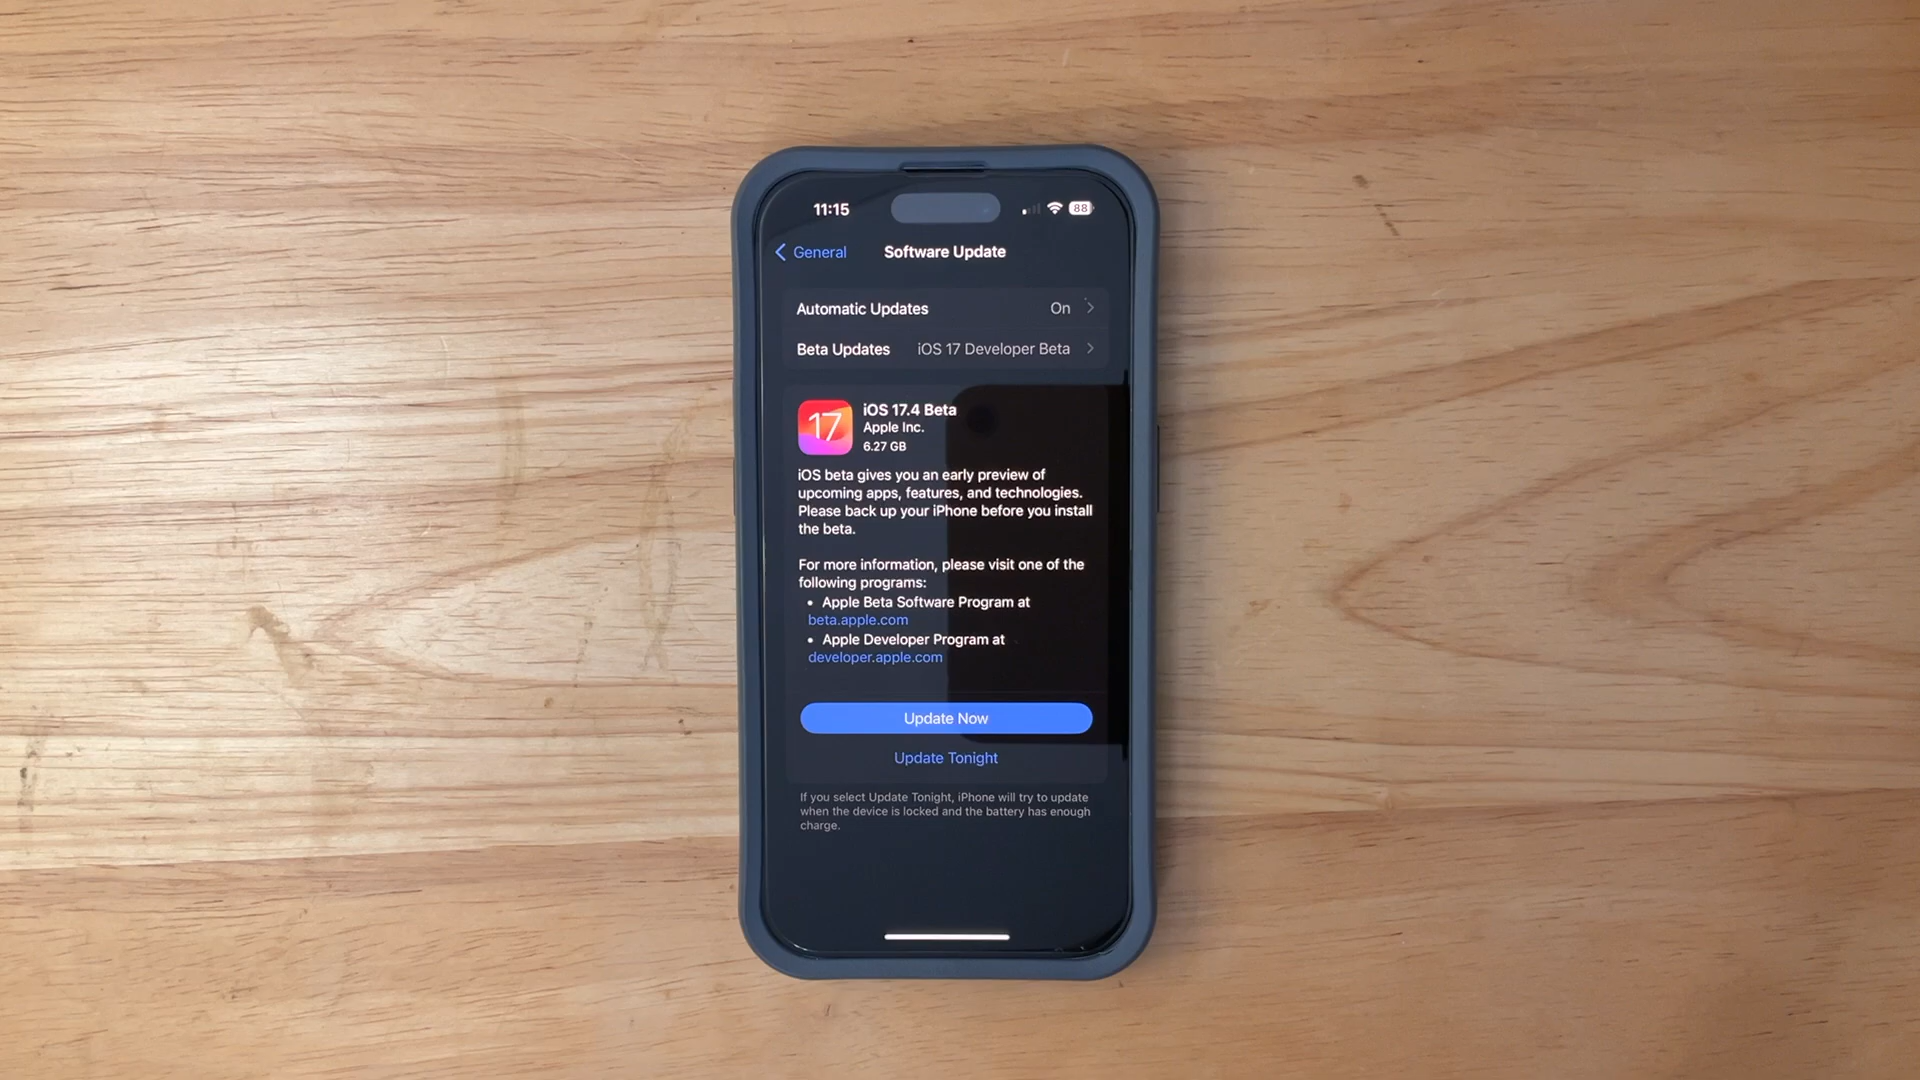 11:15
88
General
Software Update
Automatic Updates On
Beta Updates iOS 17 Developer Beta
17
iOS 17.4 Beta
Apple Inc.
6.27 GB
iOS beta gives you an early preview of
upcoming apps, features, and technologies.
Please back up your iPhone before you install
the beta.
For more information, please visit one of the
following programs:
• Apple Beta Software Program at
beta.apple.com
• Apple Developer Program at
developer.apple.com
Update Now
Update Tonight
If you select Update Tonight, iPhone will try to update
when the device is locked and the battery has enough
charge.